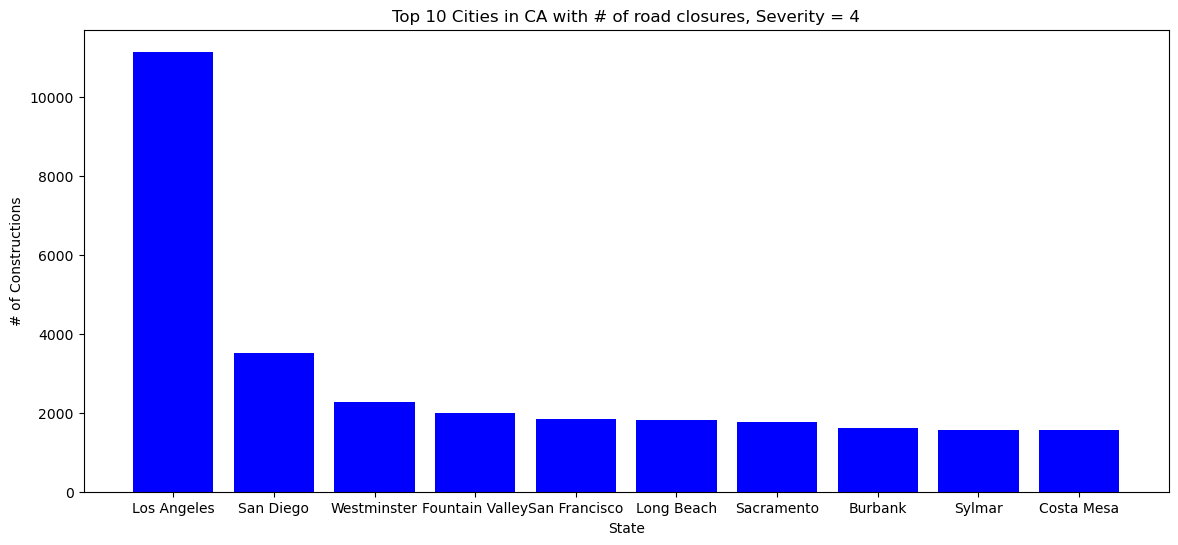 Top 10 Cities in CA with # of road closures, Severity = 4
# of Constructions
10000
8000
6000
4000
2000
0
Los Angeles San Diego Westminster Fountain Valley San Francisco Long Beach Sacramento Burbank Sylmar Costa Mesa
State